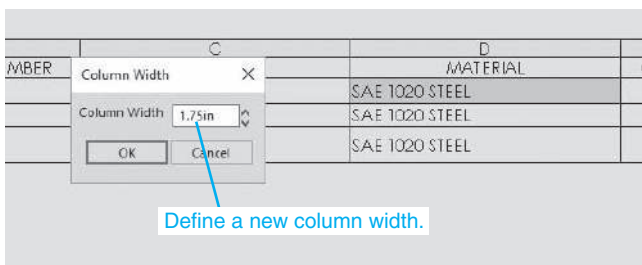 C D
MBER MATERIAL
Column Width
SAE 1020 STEEL
Column Width 1.75in
SAE 1020 STEEL
OK Cancel
SAE 1020 STEEL
Define a new column width.